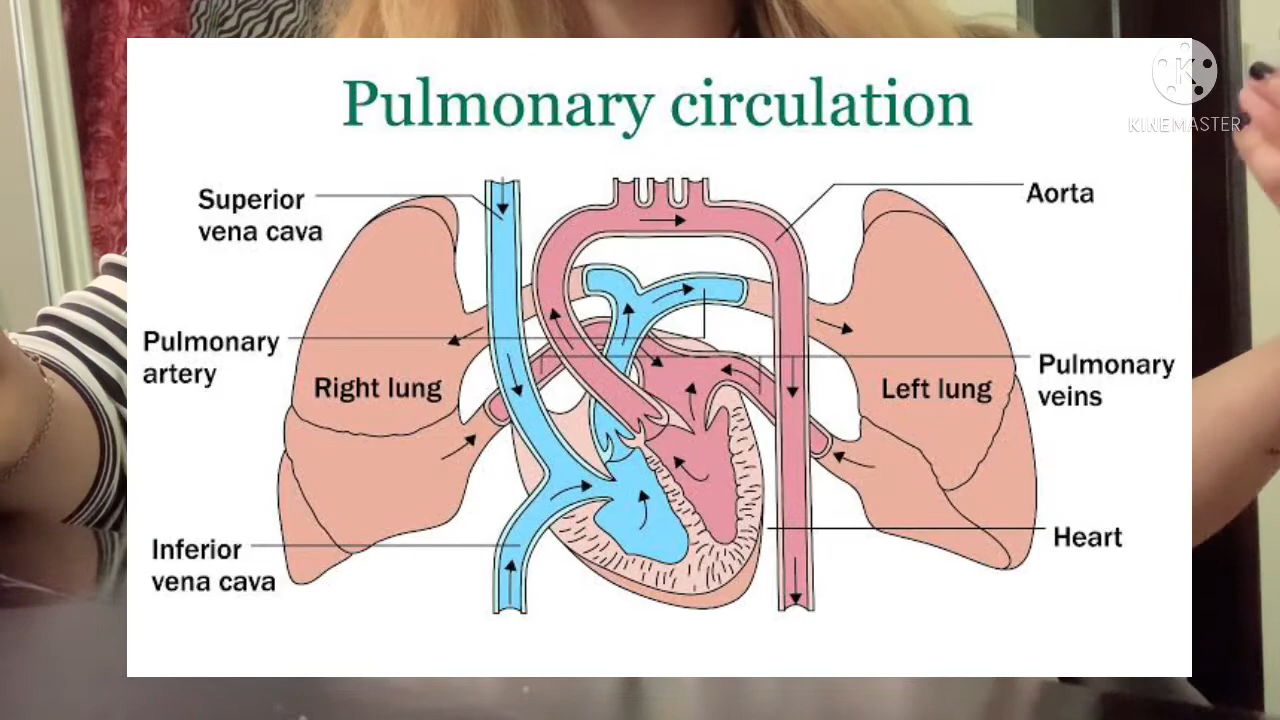 Pulmonary circulation
K
KINEMASTER
Superior
vena cava
Aorta
Pulmonary
artery
Right lung
Left lung
Pulmonary
veins
Inferior
vena cava
Heart